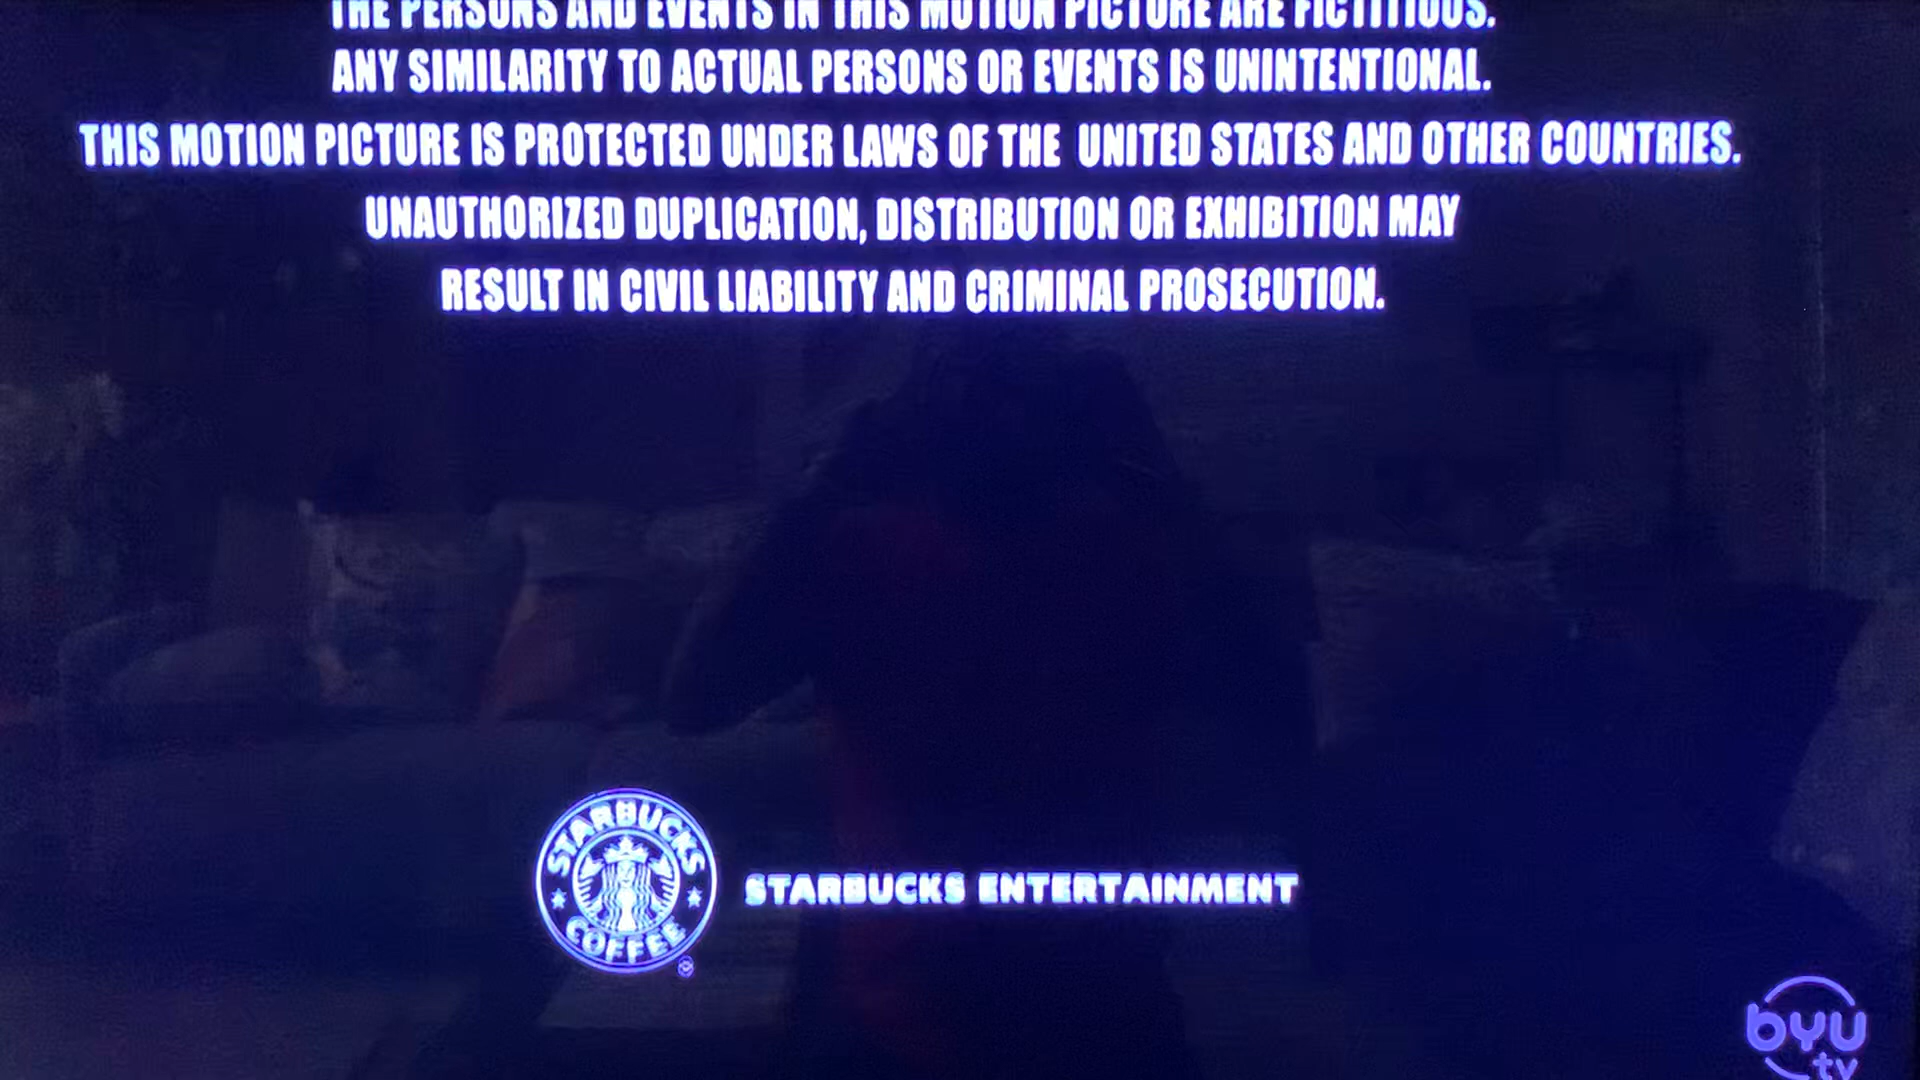 THE PERSONS AND EVENTS IN THIS MOTION PICTURE ARE FICTITIOUS.
ANY SIMILARITY TO ACTUAL PERSONS OR EVENTS IS UNINTENTIONAL.
THIS MOTION PICTURE IS PROTECTED UNDER LAWS OF THE UNITED STATES AND OTHER COUNTRIES.
UNAUTHORIZED DUPLICATION, DISTRIBUTION OR EXHIBITION MAY
RESULT IN CIVIL LIABILITY AND CRIMINAL PROSECUTION.
STARBUCKS
COFFEE
STARBUCKS ENTERTAINMENT
byu
tv